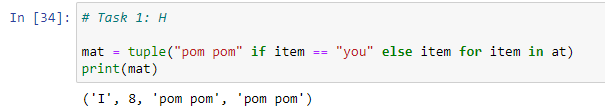 In [34]: # Task 1: H
mat = tuple("pom pom" if item == "you" else item for item in at)
print(mat)
('I', 8, 'pom pom', 'pom pom')